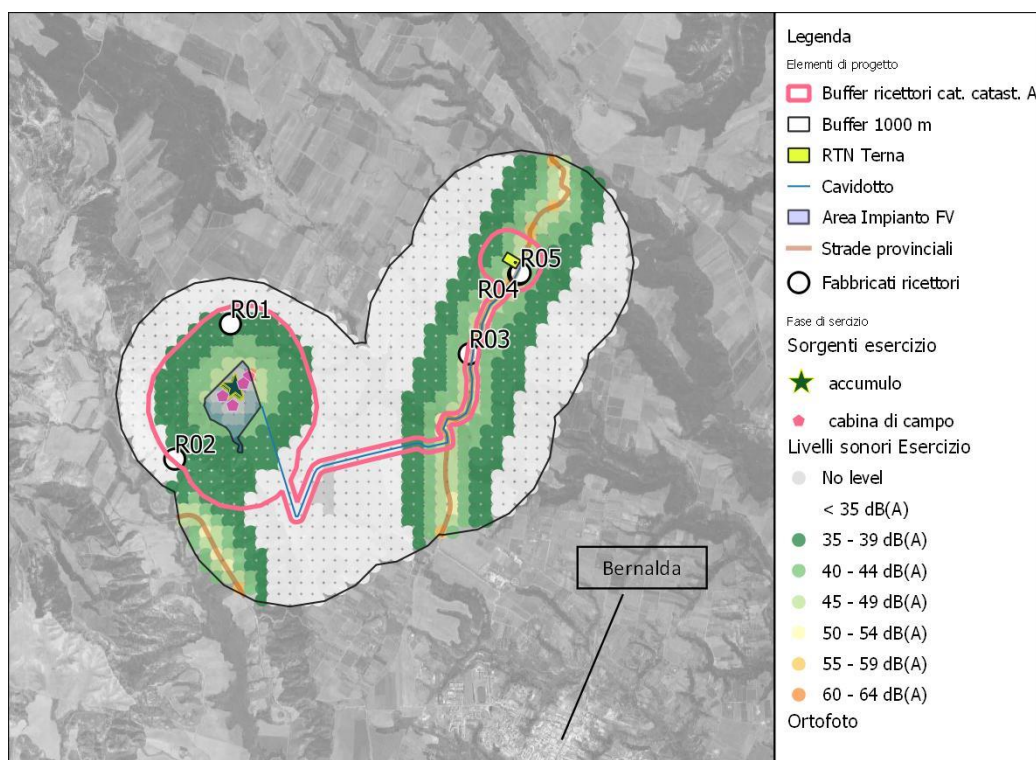 R01
R02
R03
R04
R05
Bernalda
Legenda
Elementi di progetto
Buffer ricettori cat. catast. A
Buffer 1000 m
RTN Terna
Cavidotto
Area Impianto FV
Strade provinciali
Fabbricati ricettori
Fase di sercizio
Sorgenti esercizio
accumulo
cabina di campo
Livelli sonori Esercizio
No level
< 35 dB(A)
35 - 39 dB(A)
40 - 44 dB(A)
45 - 49 dB(A)
50 - 54 dB(A)
55 - 59 dB(A)
60 - 64 dB(A)
Ortofoto